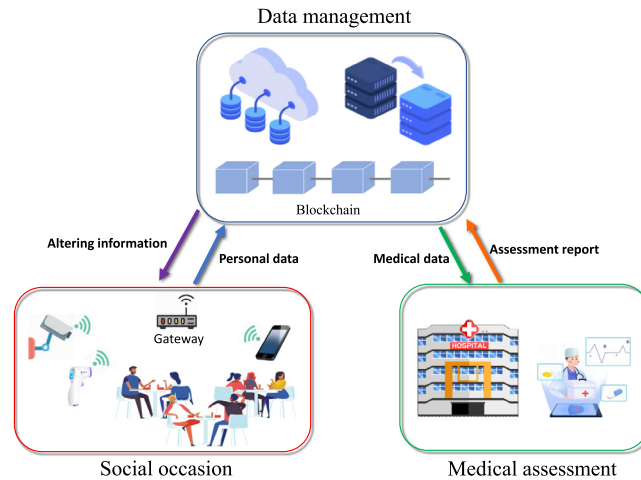 Data management
Blockchain
Altering information
Personal data
Medical data
Assessment report
Gateway
HOSPITAL
Social occasion
Medical assessment